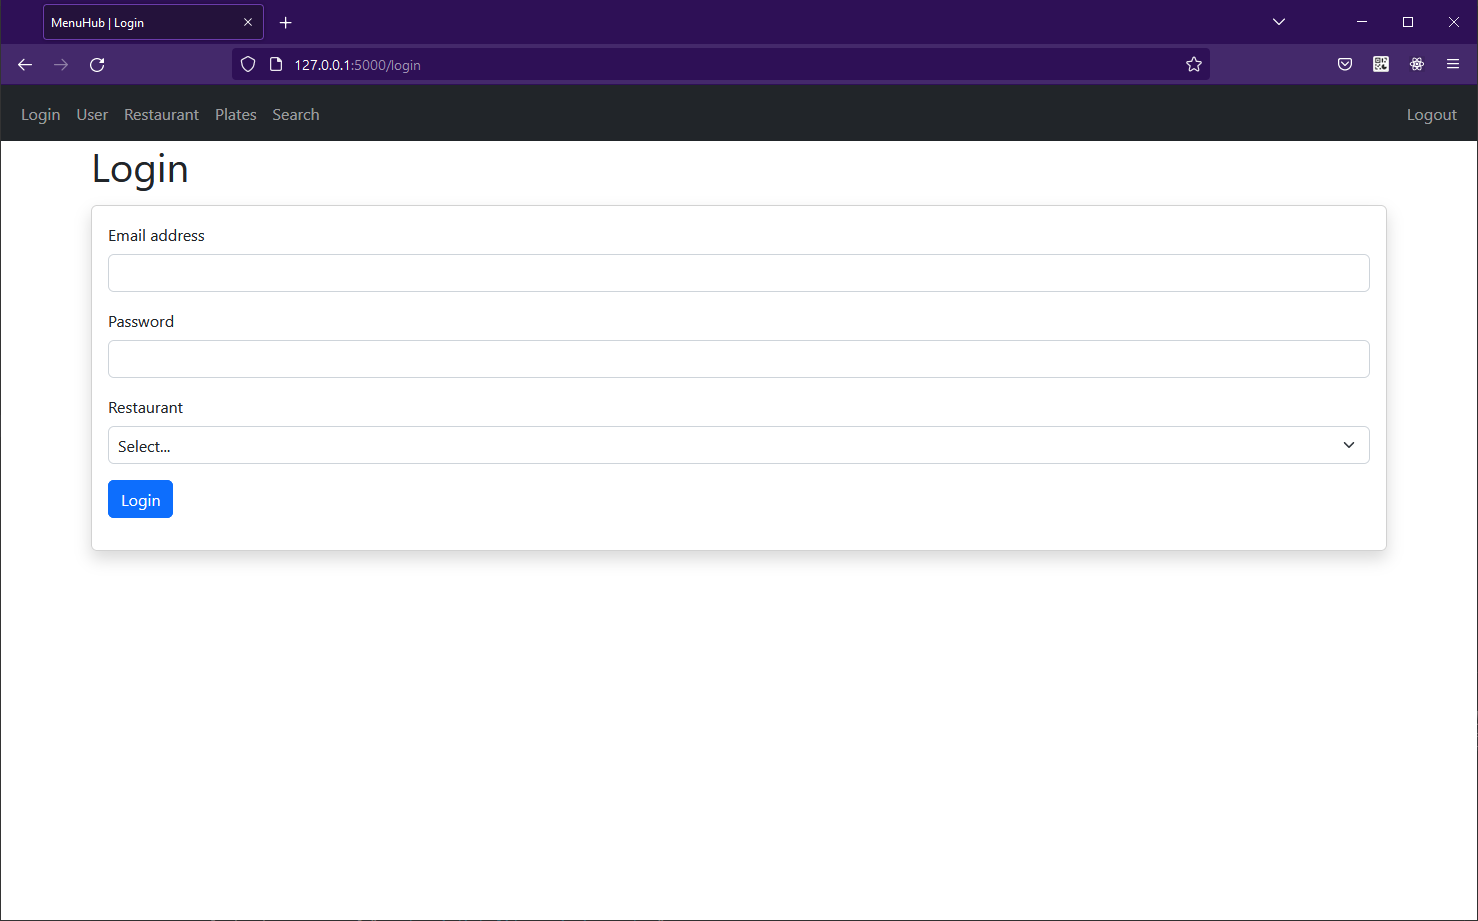 MenuHub | Login
127.0.0.1:5000/login
Login User Restaurant Plates Search Logout
Login
Email address
Password
Restaurant
Select...
Login